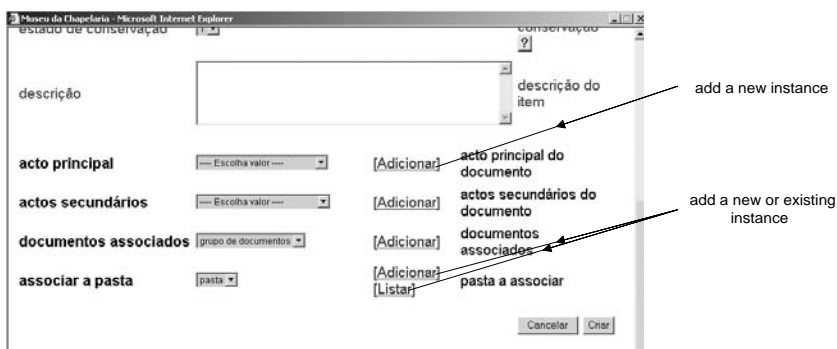 Museu da Chapelaria - Microsoft Internet Explorer
estado de conservação 1 conservação
?
descrição descrição do
item
add a new instance
acto principal ---- Escolha valor ---- [Adicionar] acto principal do
documento
actos secundários ---- Escolha valor ---- [Adicionar] actos secundários do
documento
add a new or existing
instance
documentos associados grupo de documentos [Adicionar] documentos
associados
associar a pasta pasta [Adicionar]
[Listar] pasta a associar
Cancelar Criar